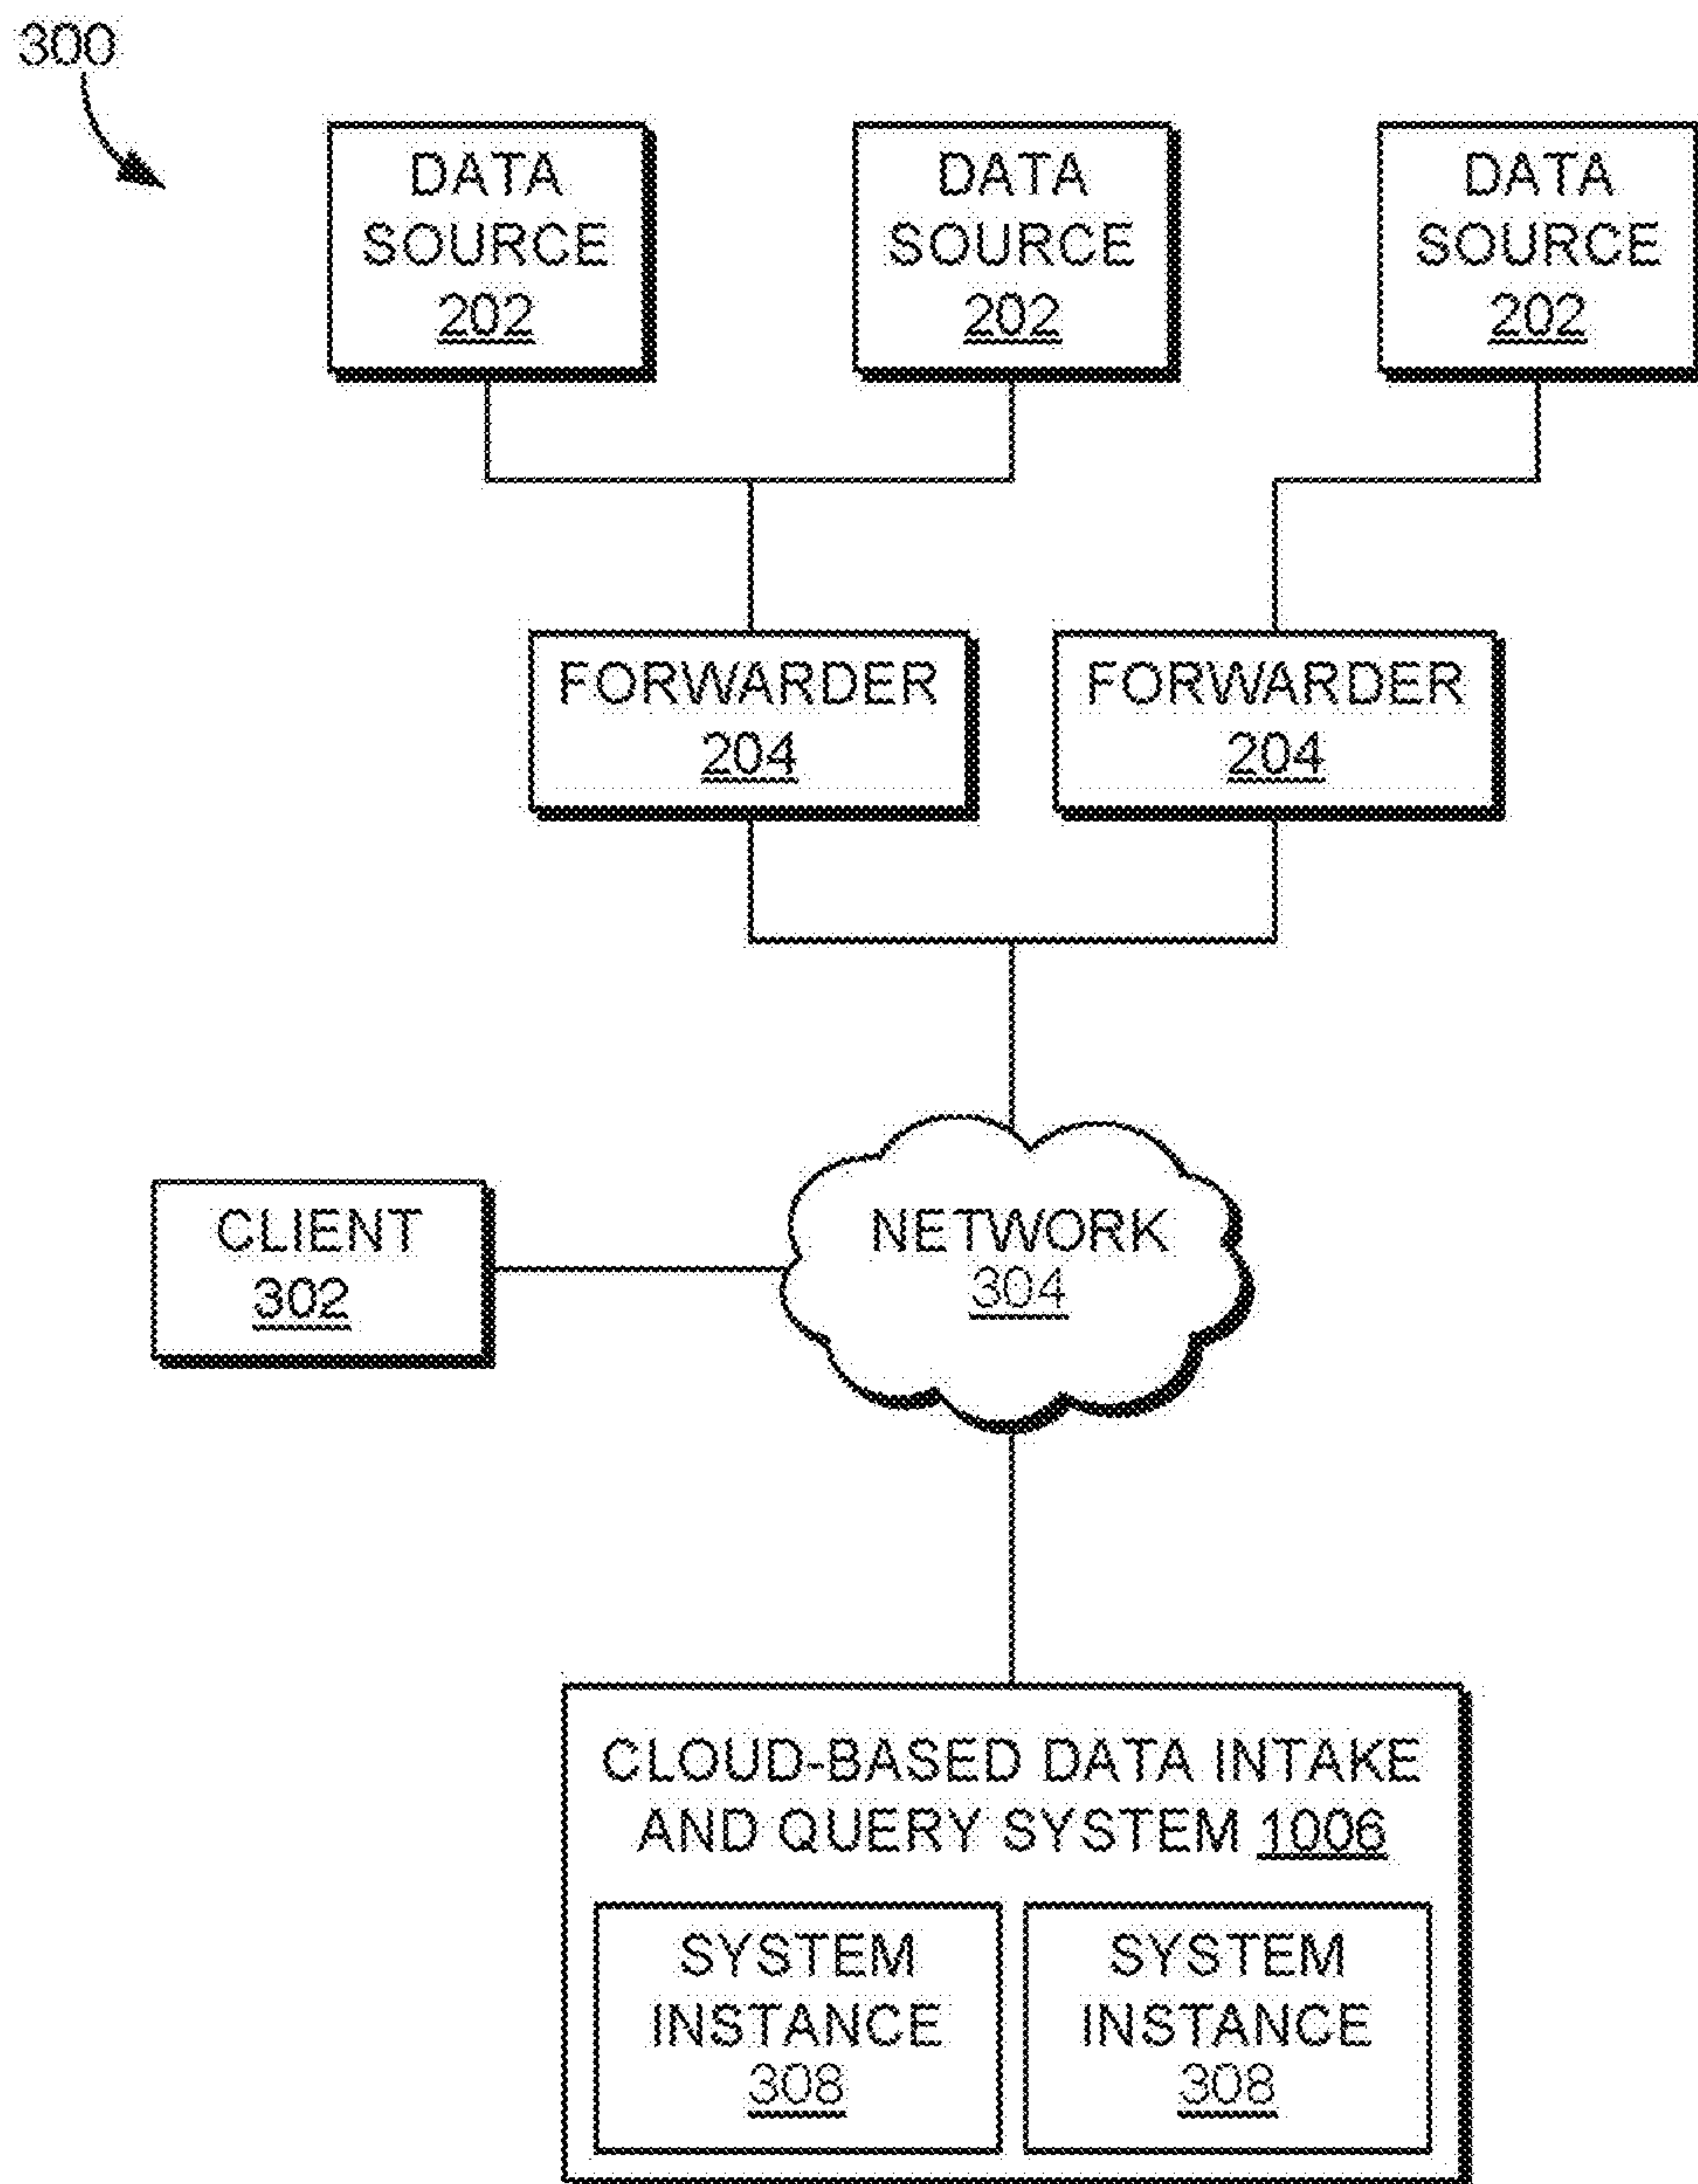 300
DATA
SOURCE
202
DATA
SOURCE
202
DATA
SOURCE
202
FORWARDER
204
FORWARDER
204
CLIENT
302
NETWORK
304
CLOUD-BASED DATA INTAKE
AND QUERY SYSTEM 1006
SYSTEM
INSTANCE
308
SYSTEM
INSTANCE
308